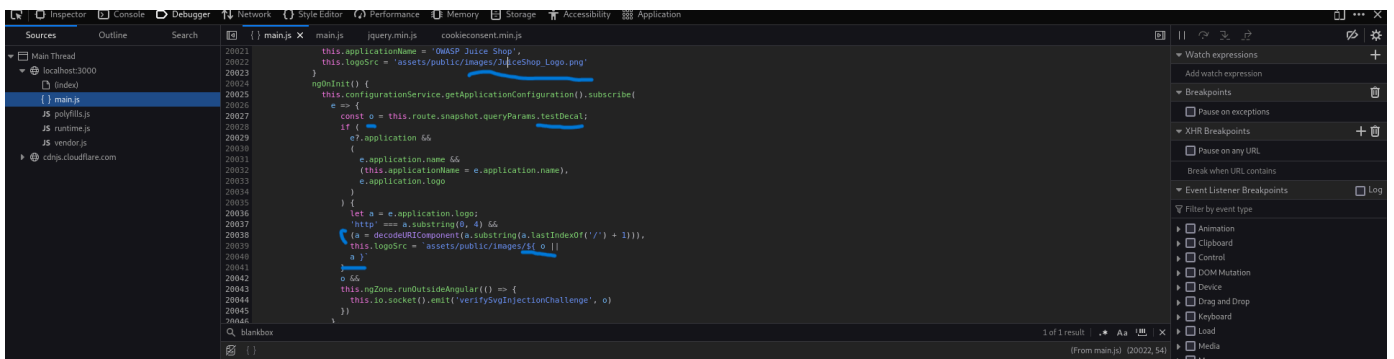 Inspector Console Debugger Network Style Editor Performance Memory Storage Accessibility Application
Sources Outline Search
Main Thread
localhost:3000
(index)
main.js
polyfills.js
runtime.js
vendor.js
cdnjs.cloudflare.com
main.js main.js jquery.min.js cookieconsent.min.js
20021 this.applicationName = 'OWASP Juice Shop',
20022 this.logoSrc = 'assets/public/images/JuiceShop_Logo.png'
20023 }
20024 ngOnInit() {
20025 this.configurationService.getApplicationConfiguration().subscribe(
20026 e => {
20027 const o = this.route.snapshot.queryParams.testDecal;
20028 if (
20029 e?.application &&
20030 (
20031 e.application.name &&
20032 (this.applicationName = e.application.name),
20033 e.application.logo
20034 )
20035 ) {
20036 let a = e.application.logo;
20037 'http' === a.substring(0, 4) &&
20038 (a = decodeURIComponent(a.substring(a.lastIndexOf('/') + 1))),
20039 this.logoSrc = `assets/public/images/${ o ||
20040 a }`
20041 }
20042 o &&
20043 this.ngZone.runOutsideAngular(() => {
20044 this.io.socket().emit('verifySvgInjectionChallenge', o)
20045 })
20046 }
blankbox
1 of 1 result .* Aa
{ } (From main.js) (20022, 54)
Watch expressions
Add watch expression
Breakpoints
Pause on exceptions
XHR Breakpoints
Pause on any URL
Break when URL contains
Event Listener Breakpoints Log
Filter by event type
Animation
Clipboard
Control
DOM Mutation
Device
Drag and Drop
Keyboard
Load
Media